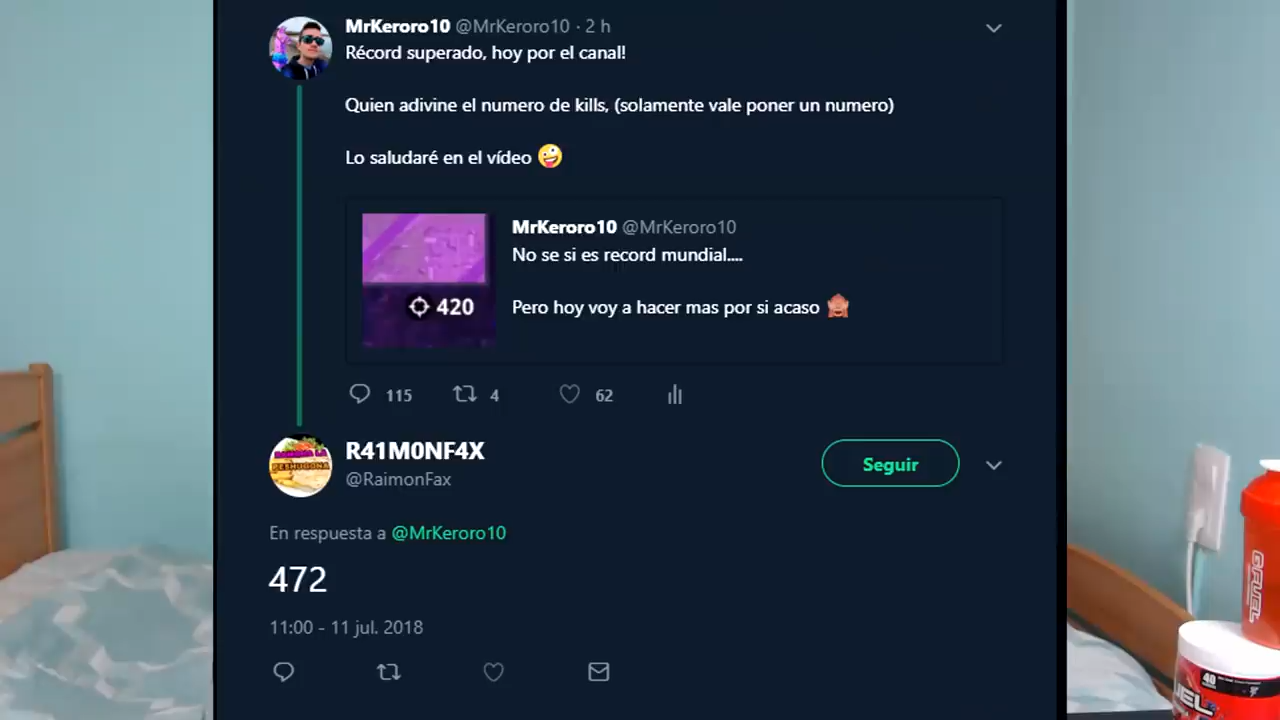 MrKeroro10 @MrKeroro10 · 2 h
Récord superado, hoy por el canal!
Quien adivine el numero de kills, (solamente vale poner un numero)
Lo saludaré en el vídeo
MrKeroro10 @MrKeroro10
No se si es record mundial....
420
Pero hoy voy a hacer mas por si acaso
115 4 62
R41M0NF4X
@RaimonFax
Seguir
En respuesta a @MrKeroro10
472
11:00 - 11 jul. 2018
GFUEL
40